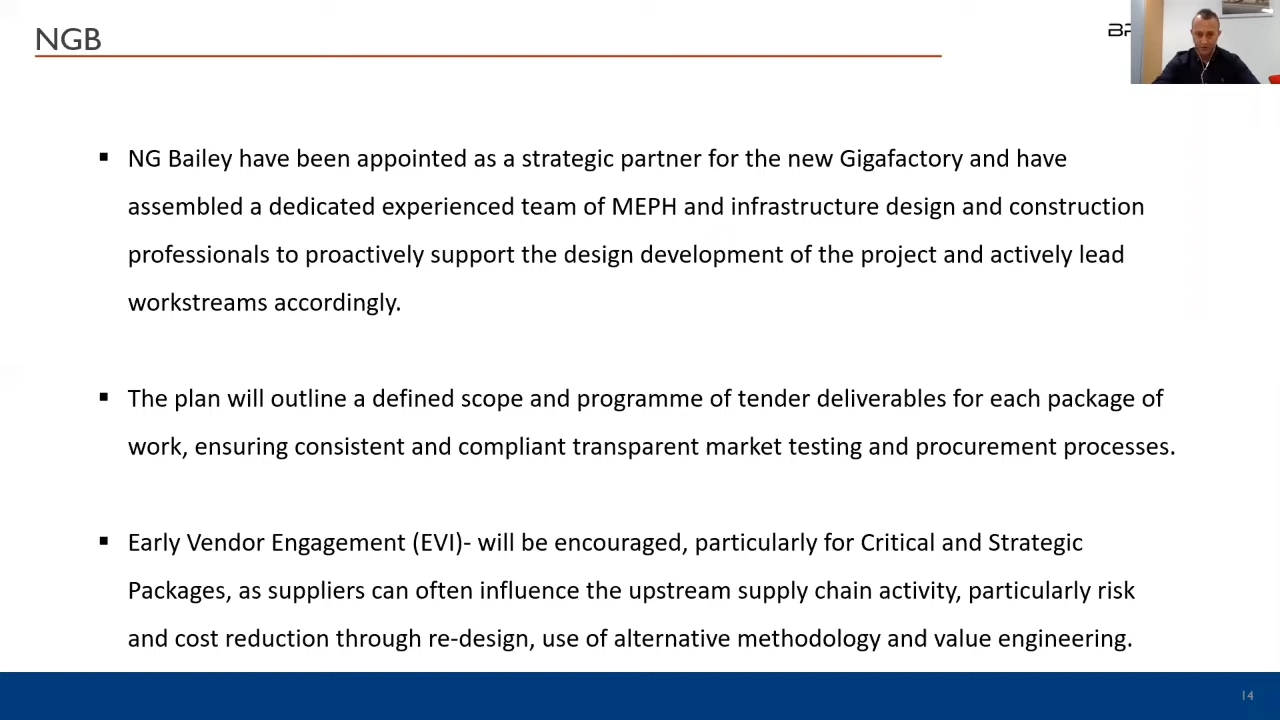 NGB
▪ NG Bailey have been appointed as a strategic partner for the new Gigafactory and have
assembled a dedicated experienced team of MEPH and infrastructure design and construction
professionals to proactively support the design development of the project and actively lead
workstreams accordingly.
▪ The plan will outline a defined scope and programme of tender deliverables for each package of
work, ensuring consistent and compliant transparent market testing and procurement processes.
▪ Early Vendor Engagement (EVI)- will be encouraged, particularly for Critical and Strategic
Packages, as suppliers can often influence the upstream supply chain activity, particularly risk
and cost reduction through re-design, use of alternative methodology and value engineering.
14